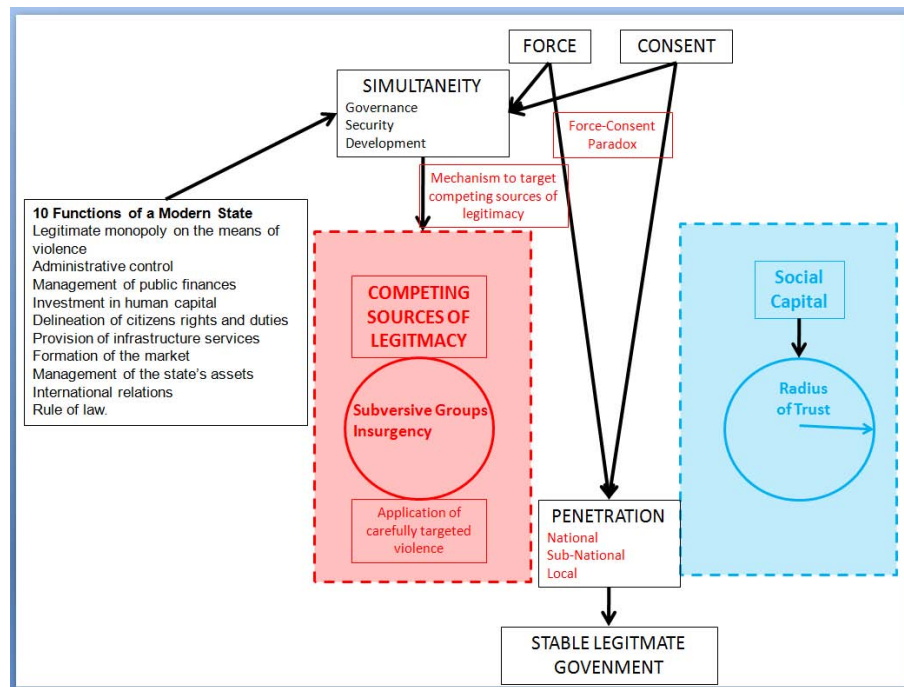 FORCE
CONSENT
SIMULTANEITY
Governance
Security
Development
Force-Consent
Paradox
Mechanism to target
competing sources of
legitimacy
10 Functions of a Modern State
Legitimate monopoly on the means of
violence
Administrative control
Management of public finances
Investment in human capital
Delineation of citizens rights and duties
Provision of infrastructure services
Formation of the market
Management of the state's assets
International relations
Rule of law.
COMPETING
SOURCES OF
LEGITMACY
Subversive Groups
Insurgency
Application of
carefully targeted
violence
Social
Capital
Radius
of Trust
PENETRATION
National
Sub-National
Local
STABLE LEGITMATE
GOVENMENT